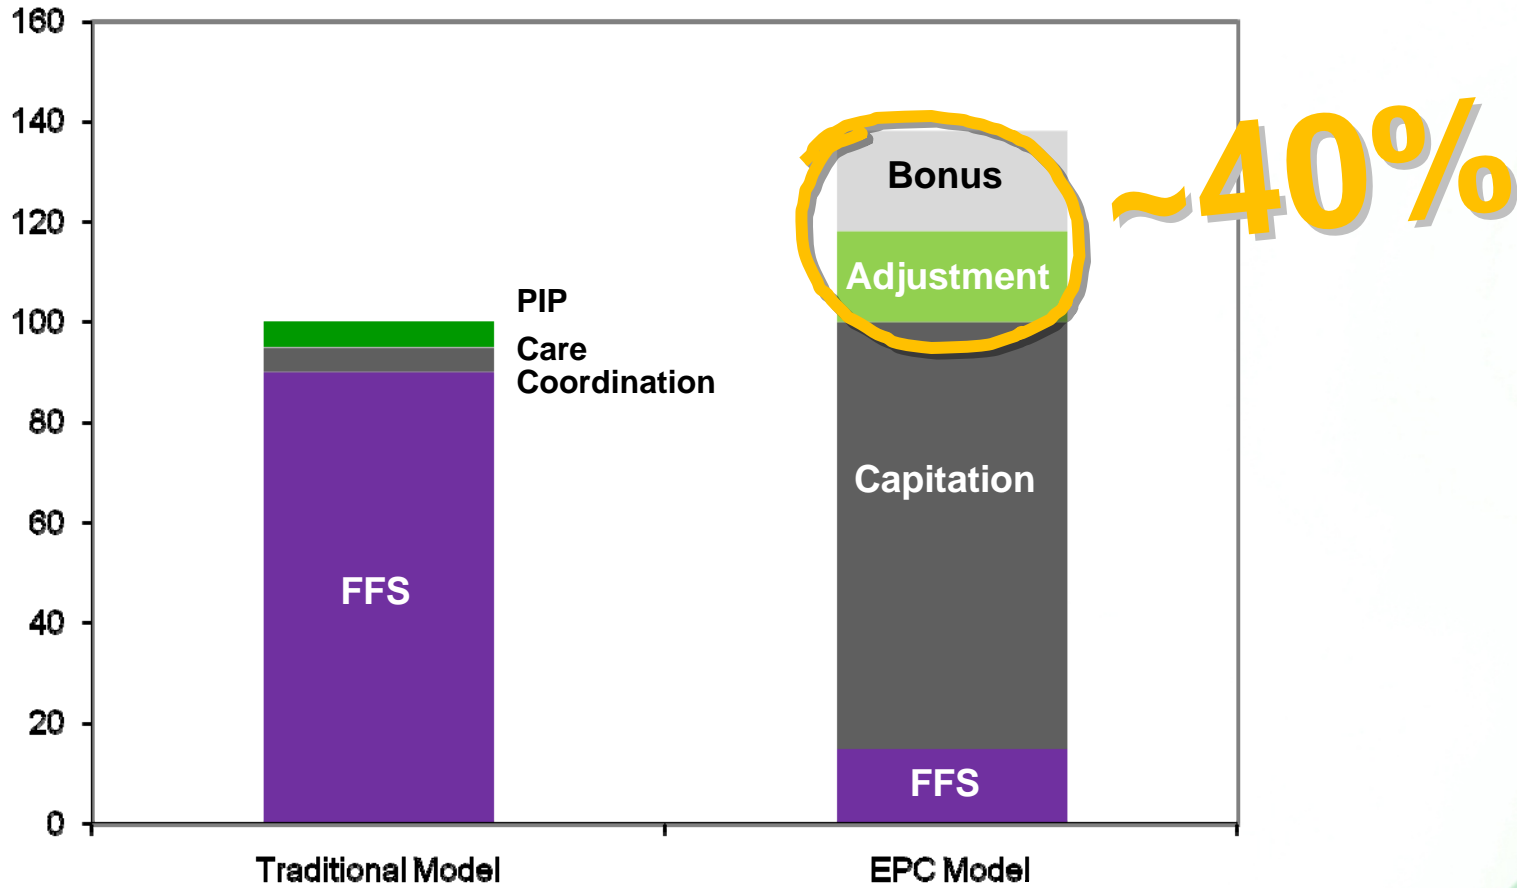 160
140
120
100
80
60
40
20
0
PIP
Care
Coordination
FFS
Bonus
Adjustment
Capitation
FFS
~40%
Traditional Model
EPC Model